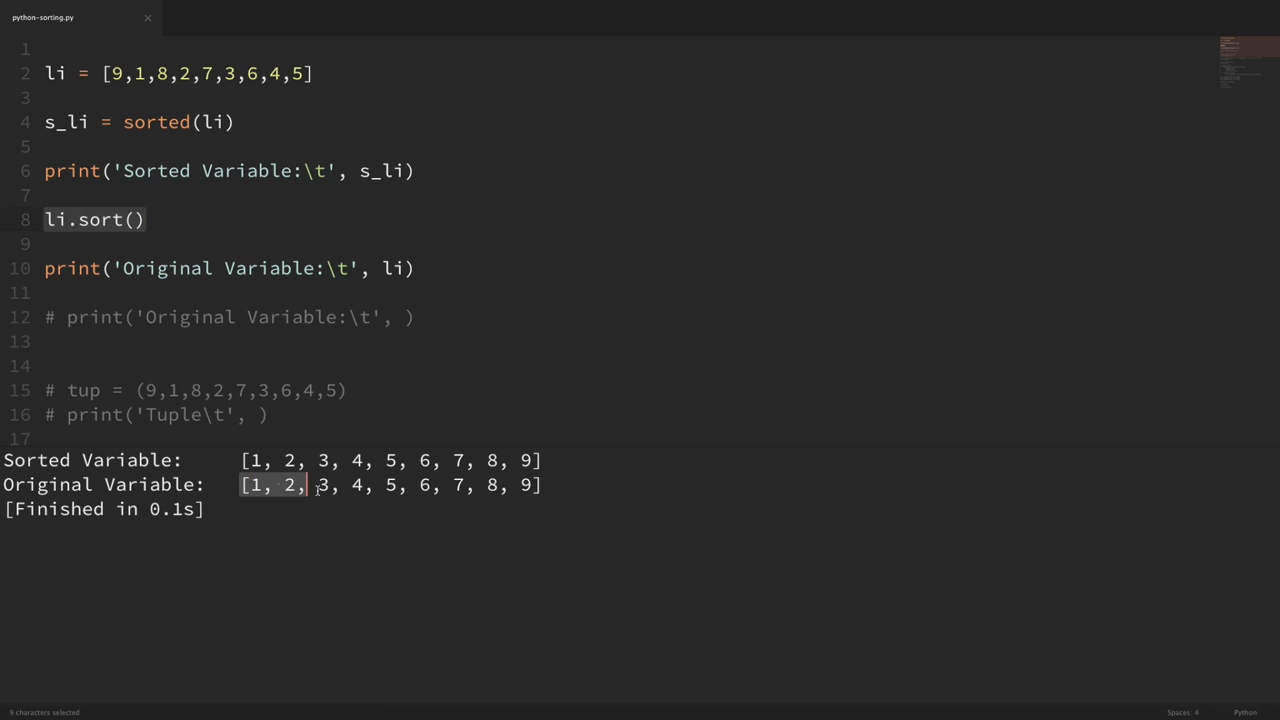 python-sorting.py ×
1
2 li = [9,1,8,2,7,3,6,4,5]
3
4 s_li = sorted(li)
5
6 print('Sorted Variable:\t', s_li)
7
8 li.sort()
9
10 print('Original Variable:\t', li)
11
12 # print('Original Variable:\t', )
13
14
15 # tup = (9,1,8,2,7,3,6,4,5)
16 # print('Tuple\t', )
17
Sorted Variable: [1, 2, 3, 4, 5, 6, 7, 8, 9]
Original Variable: [1, 2, 3, 4, 5, 6, 7, 8, 9]
[Finished in 0.1s]
9 characters selected Spaces: 4 Python